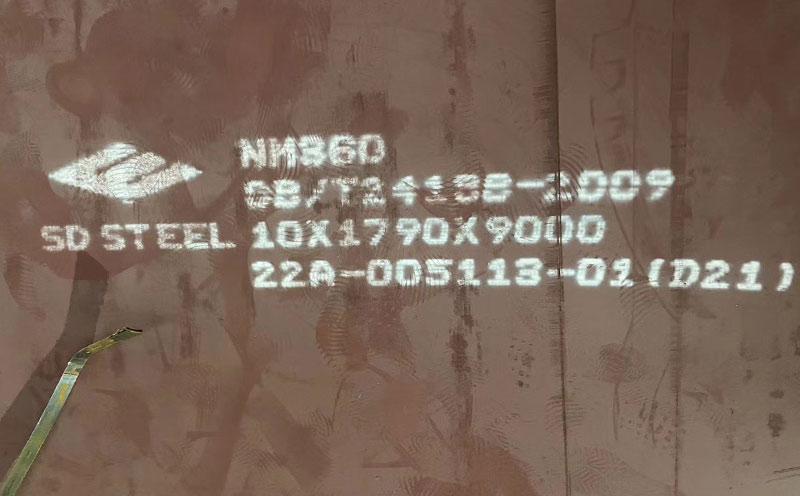 NM360
GB/T24186-2009
SD STEEL 10X1790X9000
22A-005113-01(D21)